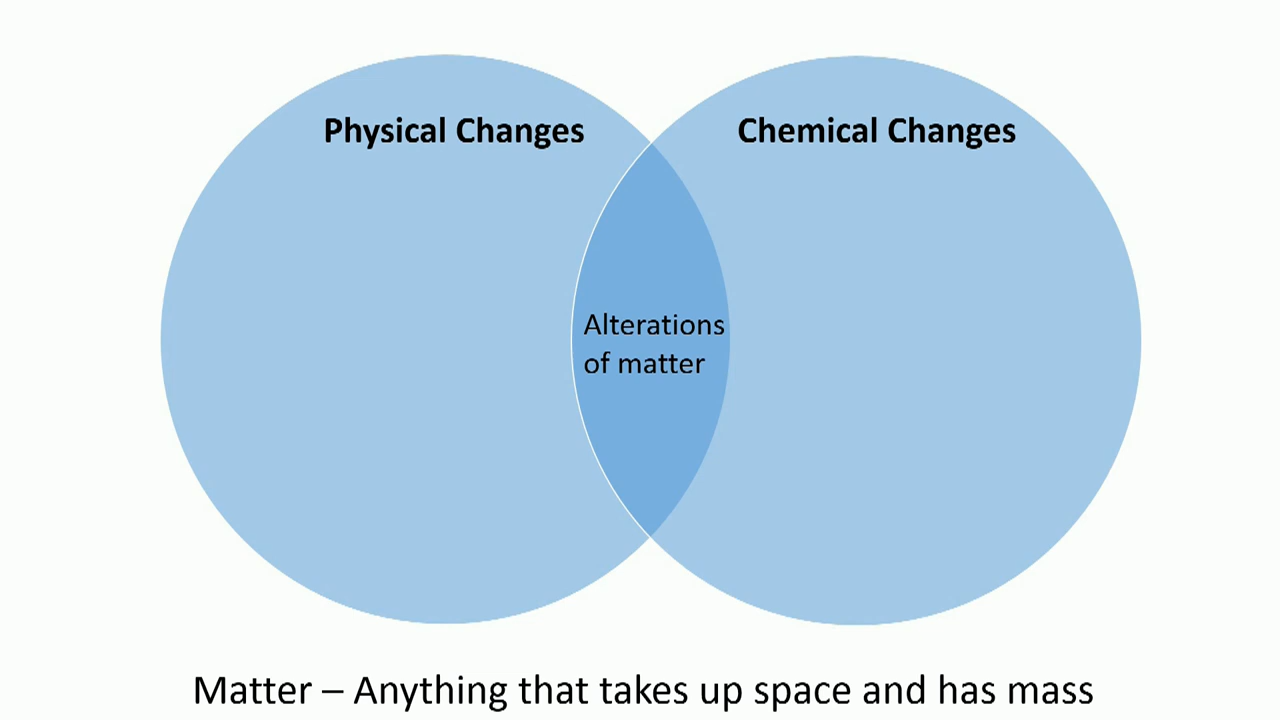 Physical Changes
Chemical Changes
Alterations
of matter
Matter – Anything that takes up space and has mass